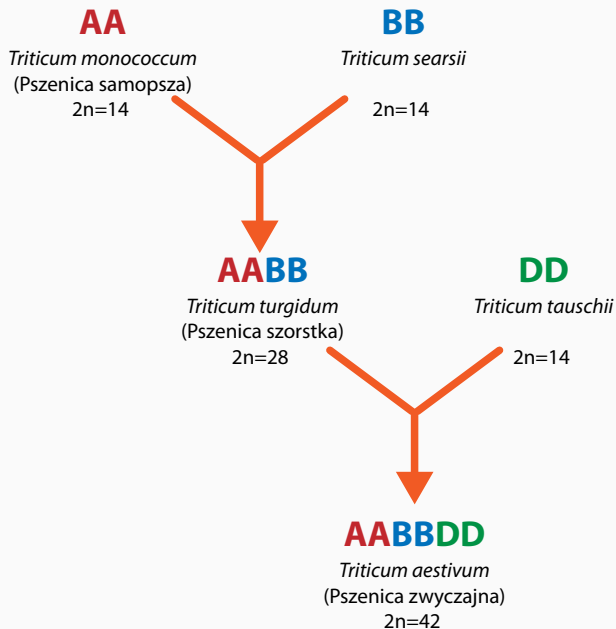 AA
Triticum monococcum
(Pszenica samopsza)
2n=14
BB
Triticum searsii
2n=14
AABB
Triticum turgidum
(Pszenica szorstka)
2n=28
DD
Triticum tauschii
2n=14
AABBDD
Triticum aestivum
(Pszenica zwyczajna)
2n=42